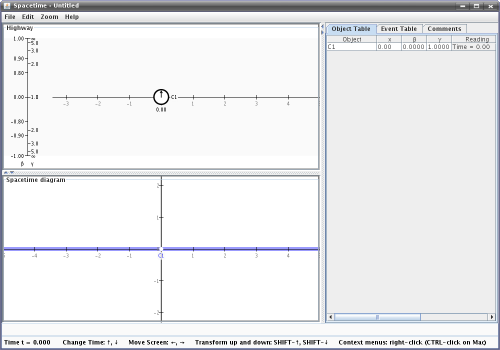 Spacetime - Untitled
File Edit Zoom Help
Highway
1.00 ∞
5.0
0.90 3.0
0.80 2.0
0.00 1.0
-0.80 2.0
-0.90 3.0
5.0
-1.00 ∞
β γ
-3 -2 -1 C1 1 2 3 4
0.00
Spacetime diagram
2
1
-4 -3 -2 -1 C1 1 2 3 4
-1
-2
Object Table Event Table Comments
Object x β γ Reading
C1 0.00 0.0000 1.0000 Time = 0.00
Time t = 0.000 Change Time: ↑, ↓ Move Screen: ←, → Transform up and down: SHIFT-↑, SHIFT-↓ Context menus: right-click (CTRL-click on Mac)